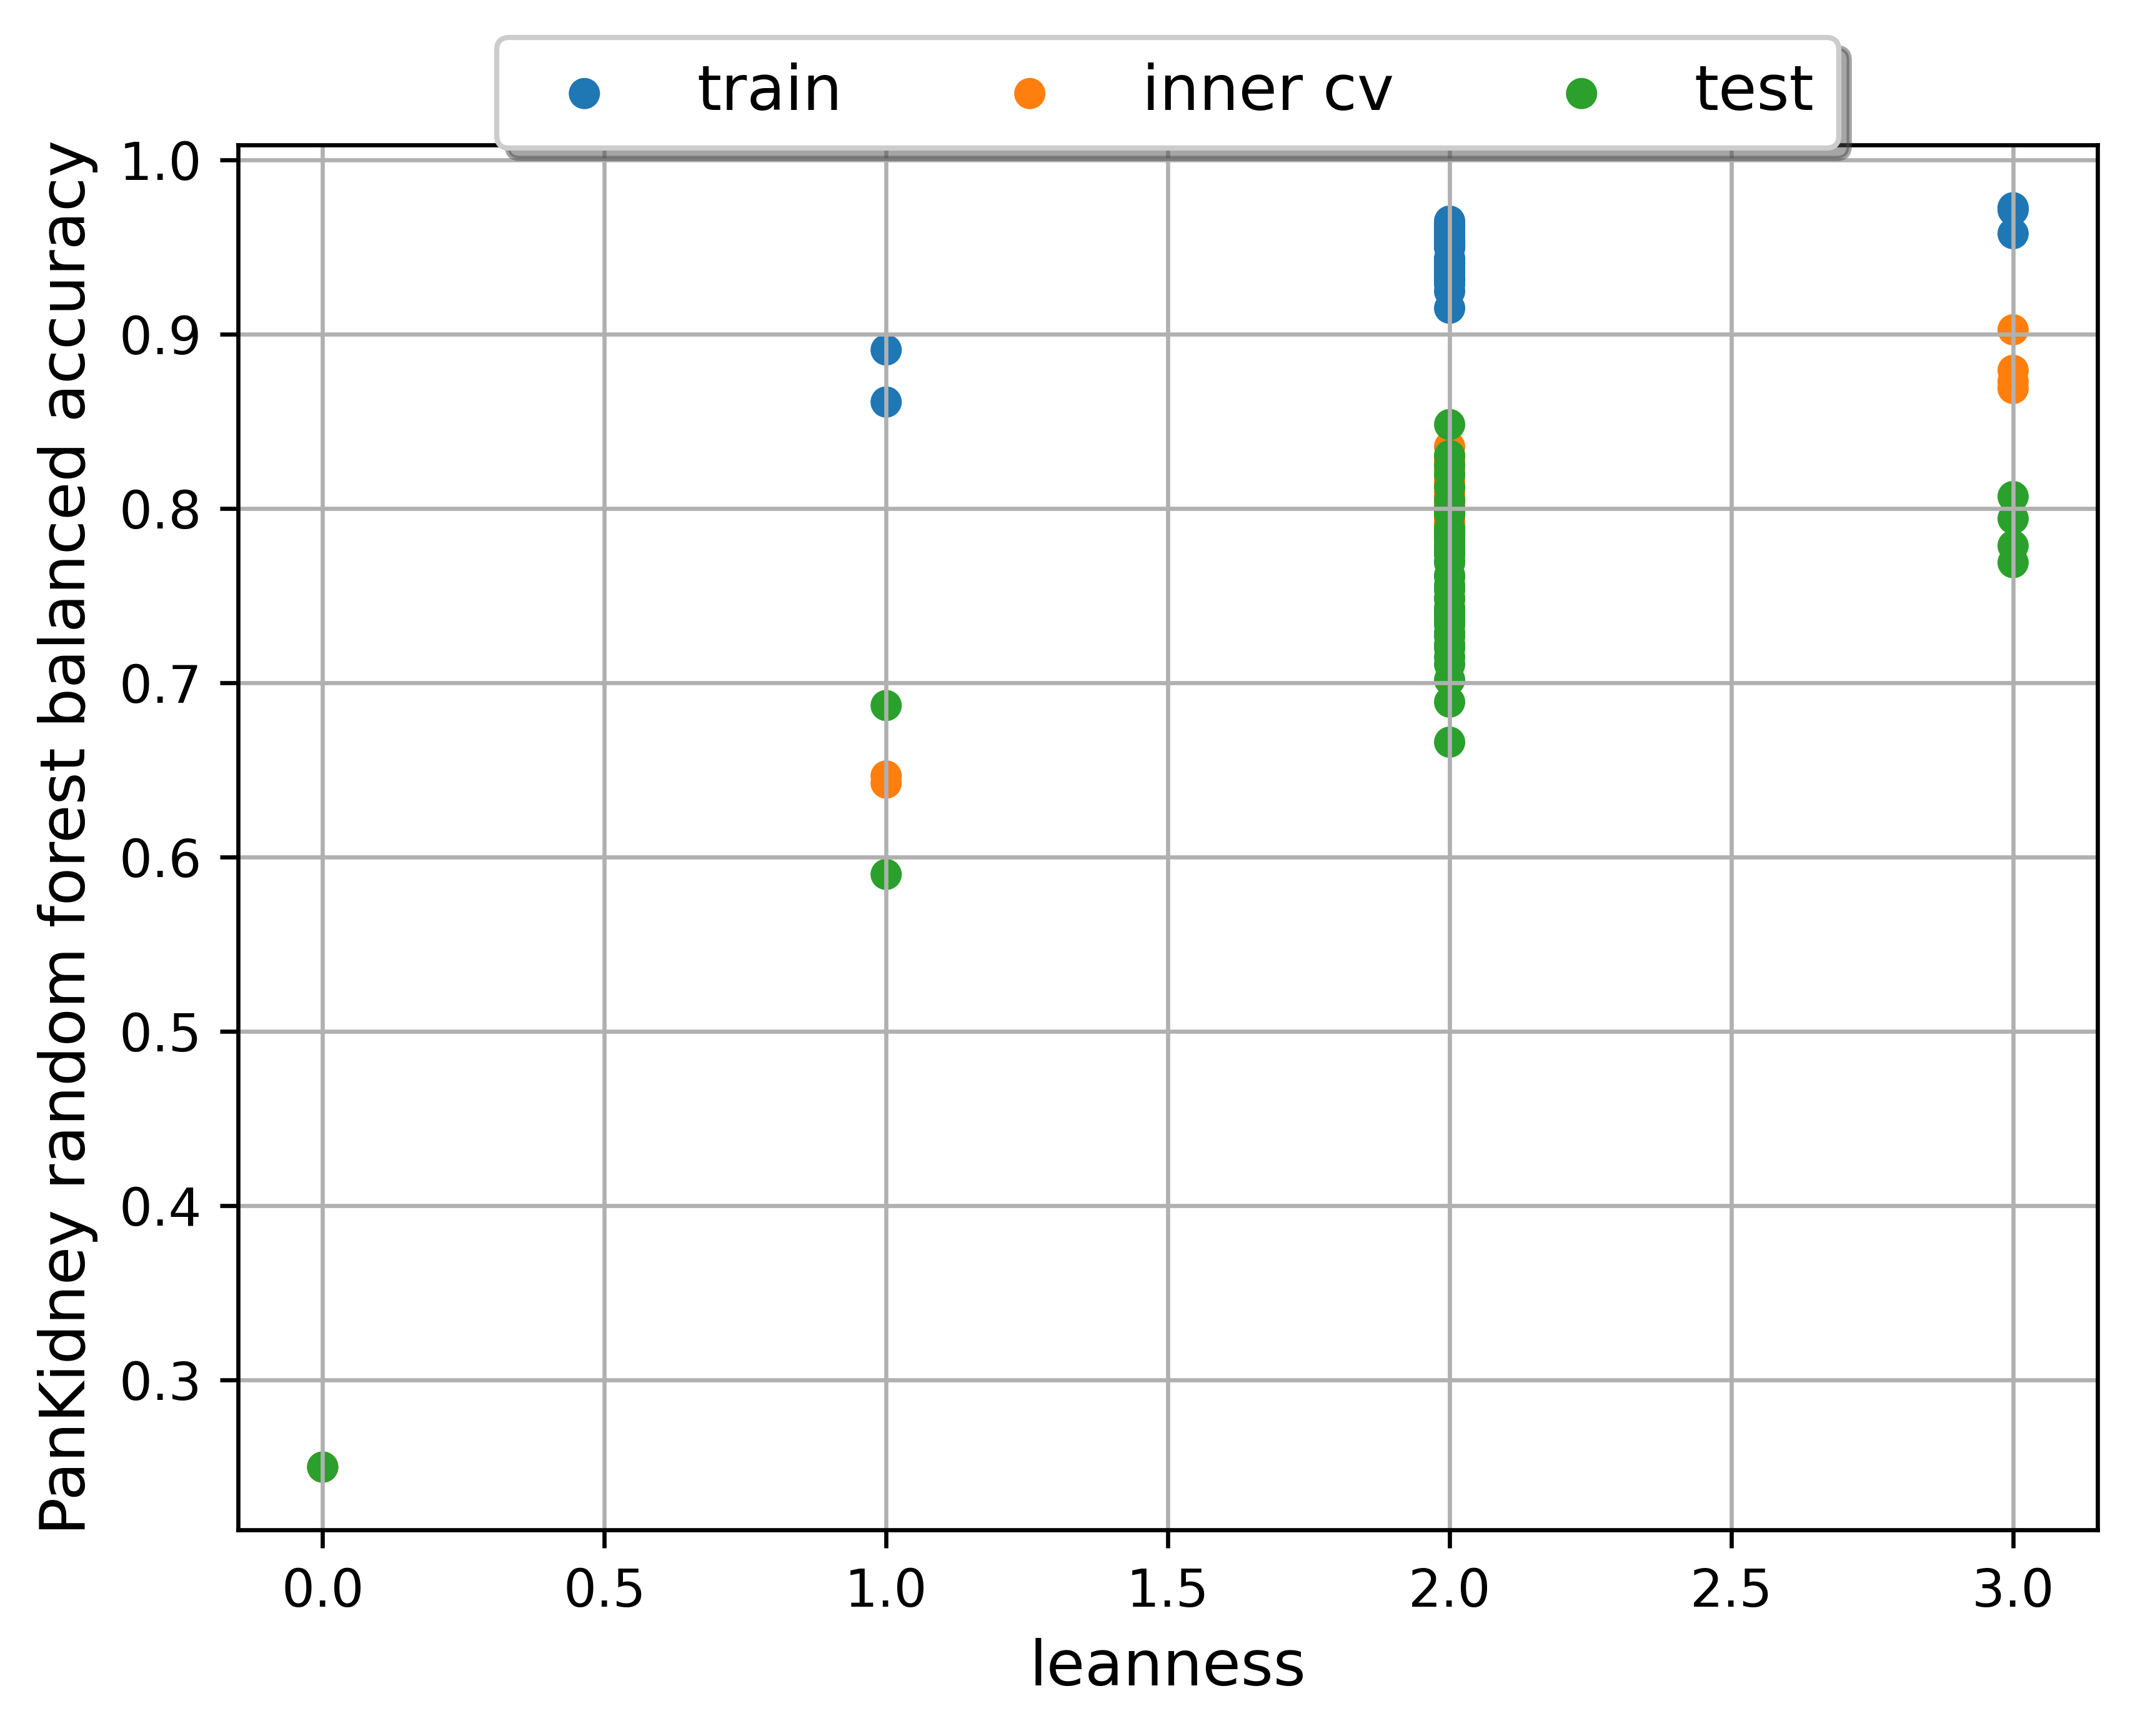 train inner cv test
PanKidney random forest balanced accuracy
1.0
0.9
0.8
0.7
0.6
0.5
0.4
0.3
0.0 0.5 1.0 1.5 2.0 2.5 3.0
leanness